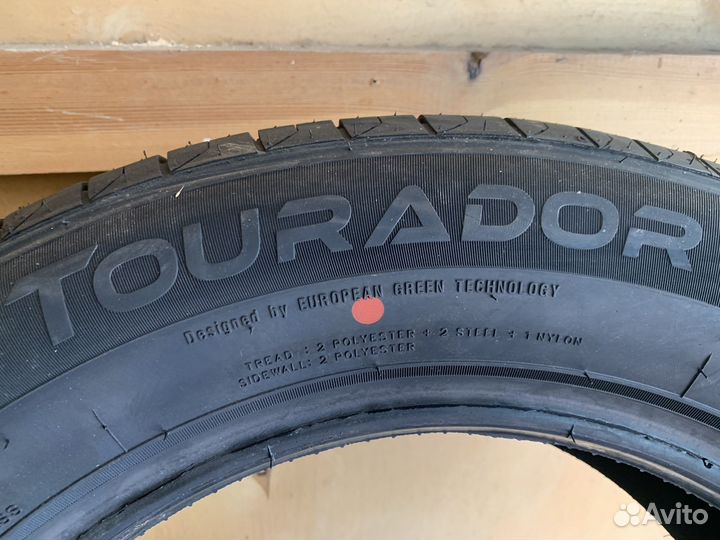 TOURADOR
Designed by EUROPEAN GREEN TECHNOLOGY
TREAD : 2 POLYESTER + 2 STEEL + 1 NYLON
SIDEWALL: 2 POLYESTER
Avito